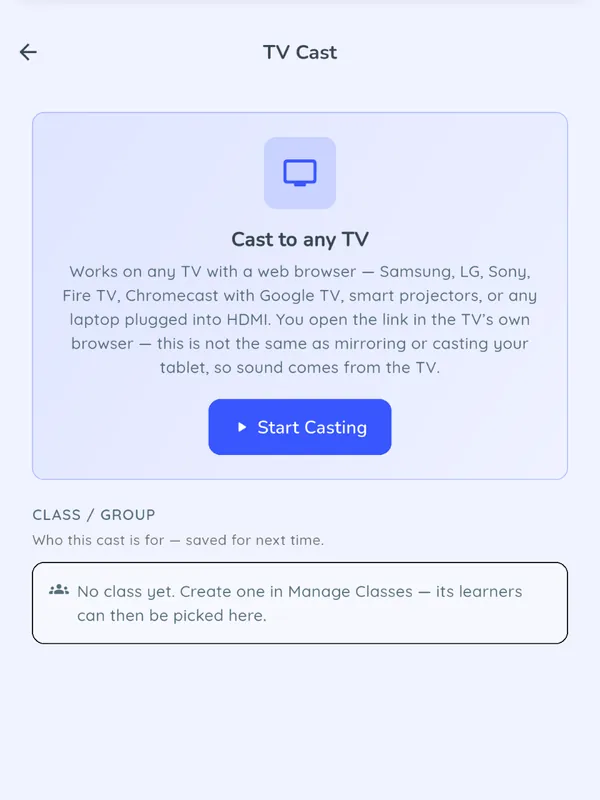 TV Cast
Cast to any TV
Works on any TV with a web browser — Samsung, LG, Sony,
Fire TV, Chromecast with Google TV, smart projectors, or any
laptop plugged into HDMI. You open the link in the TV's own
browser — this is not the same as mirroring or casting your
tablet, so sound comes from the TV.
Start Casting
CLASS / GROUP
Who this cast is for — saved for next time.
No class yet. Create one in Manage Classes — its learners
can then be picked here.